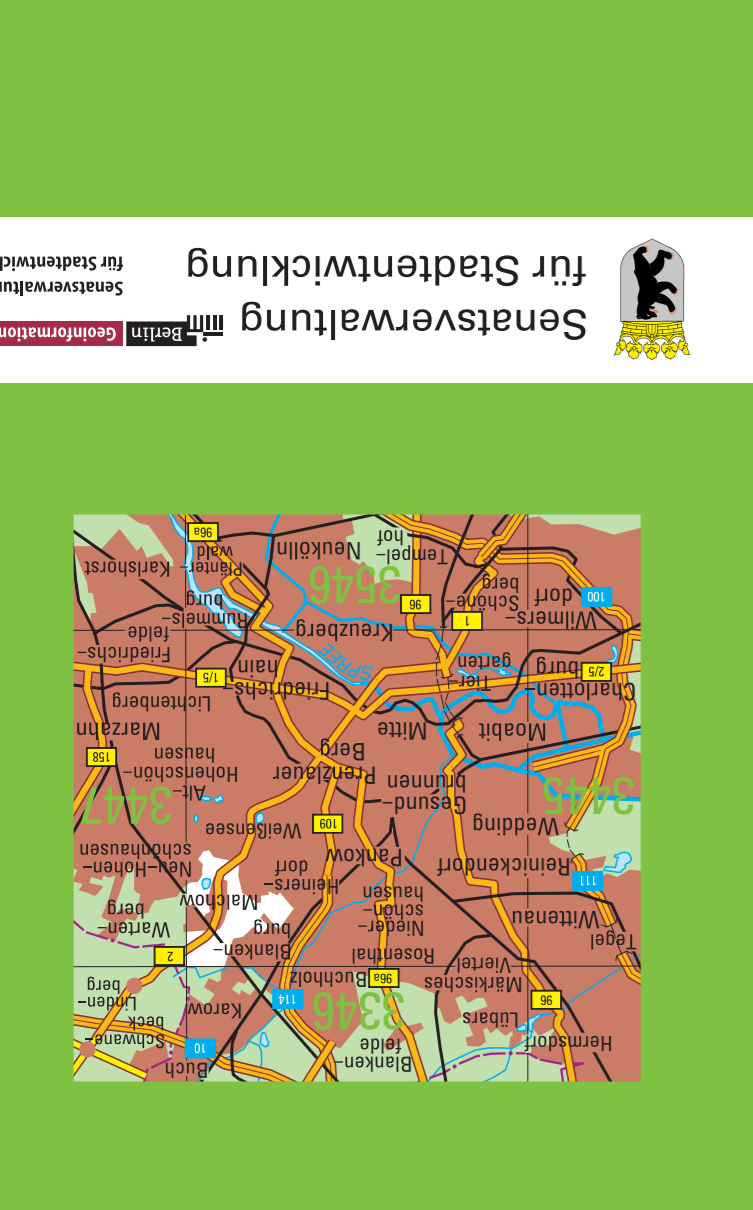 Buch
10
Schwane-
beck
Linden-
berg
Blanken-
felde
Hermsdorf
Lübars
3346
Karow
114
Buchholz
96a
96
Märkisches
Viertel
Rosenthal
Tegel
Wittenau
2
Blanken-
burg
Warten-
berg
Nieder-
schön-
hausen
Malchow
111
Reinickendorf
Pankow
Heiners-
dorf
Neu-Hohen-
schönhausen
Wedding
109
Weißensee
3445
Gesund-
brunnen
3447
Alt-
Hohenschön-
hausen
Prenzlauer
Berg
158
Moabit
Mitte
Marzahn
Charlotten-
burg
2/5
Tier-
garten
Friedrichs-
hain
Lichtenberg
1/5
SPREE
Friedrichs-
felde
Wilmers-
dorf
100
1
Schöne-
berg
Kreuzberg
96
Rummels-
burg
3546
Tempel-
hof
Neukölln
Plänter-
wald
Karlshorst
96a
Senatsverwaltung
für Stadtentwicklung
Berlin
Geoinformation